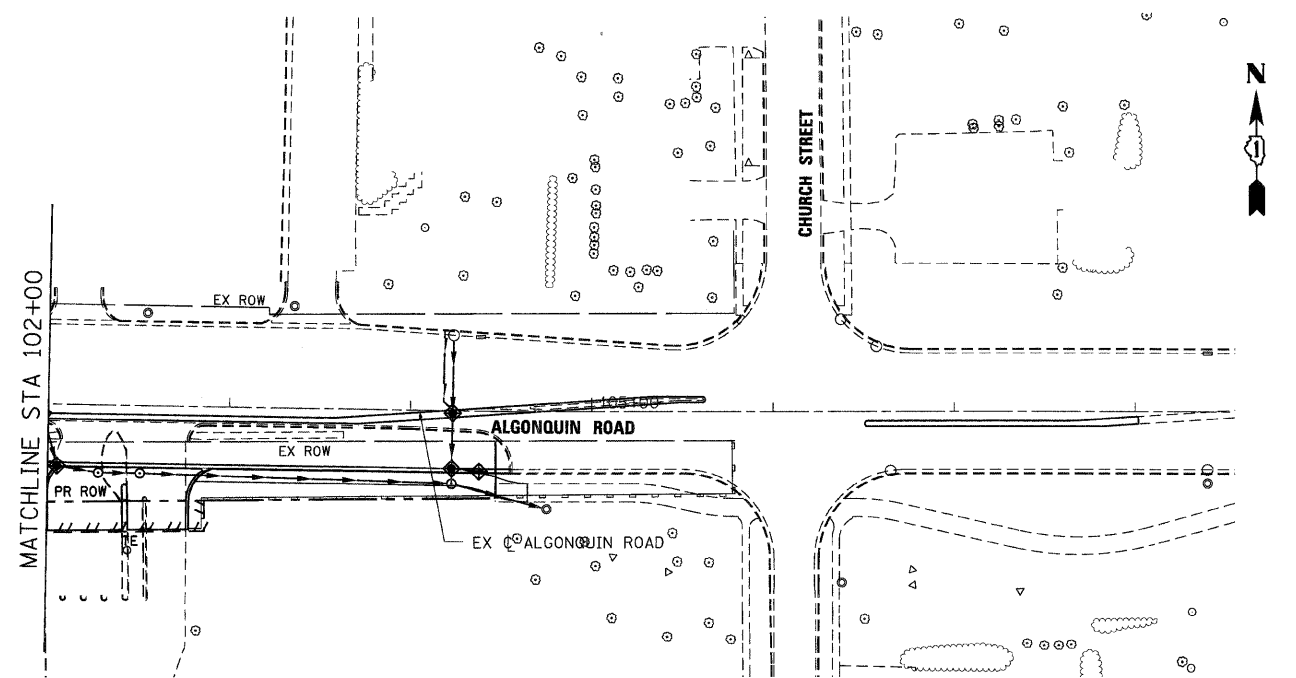 N
1
CHURCH STREET
MATCHLINE STA 102+00
EX ROW
105+00
ALGONQUIN ROAD
EX ROW
PR ROW
E
EX ℄ ALGONQUIN ROAD